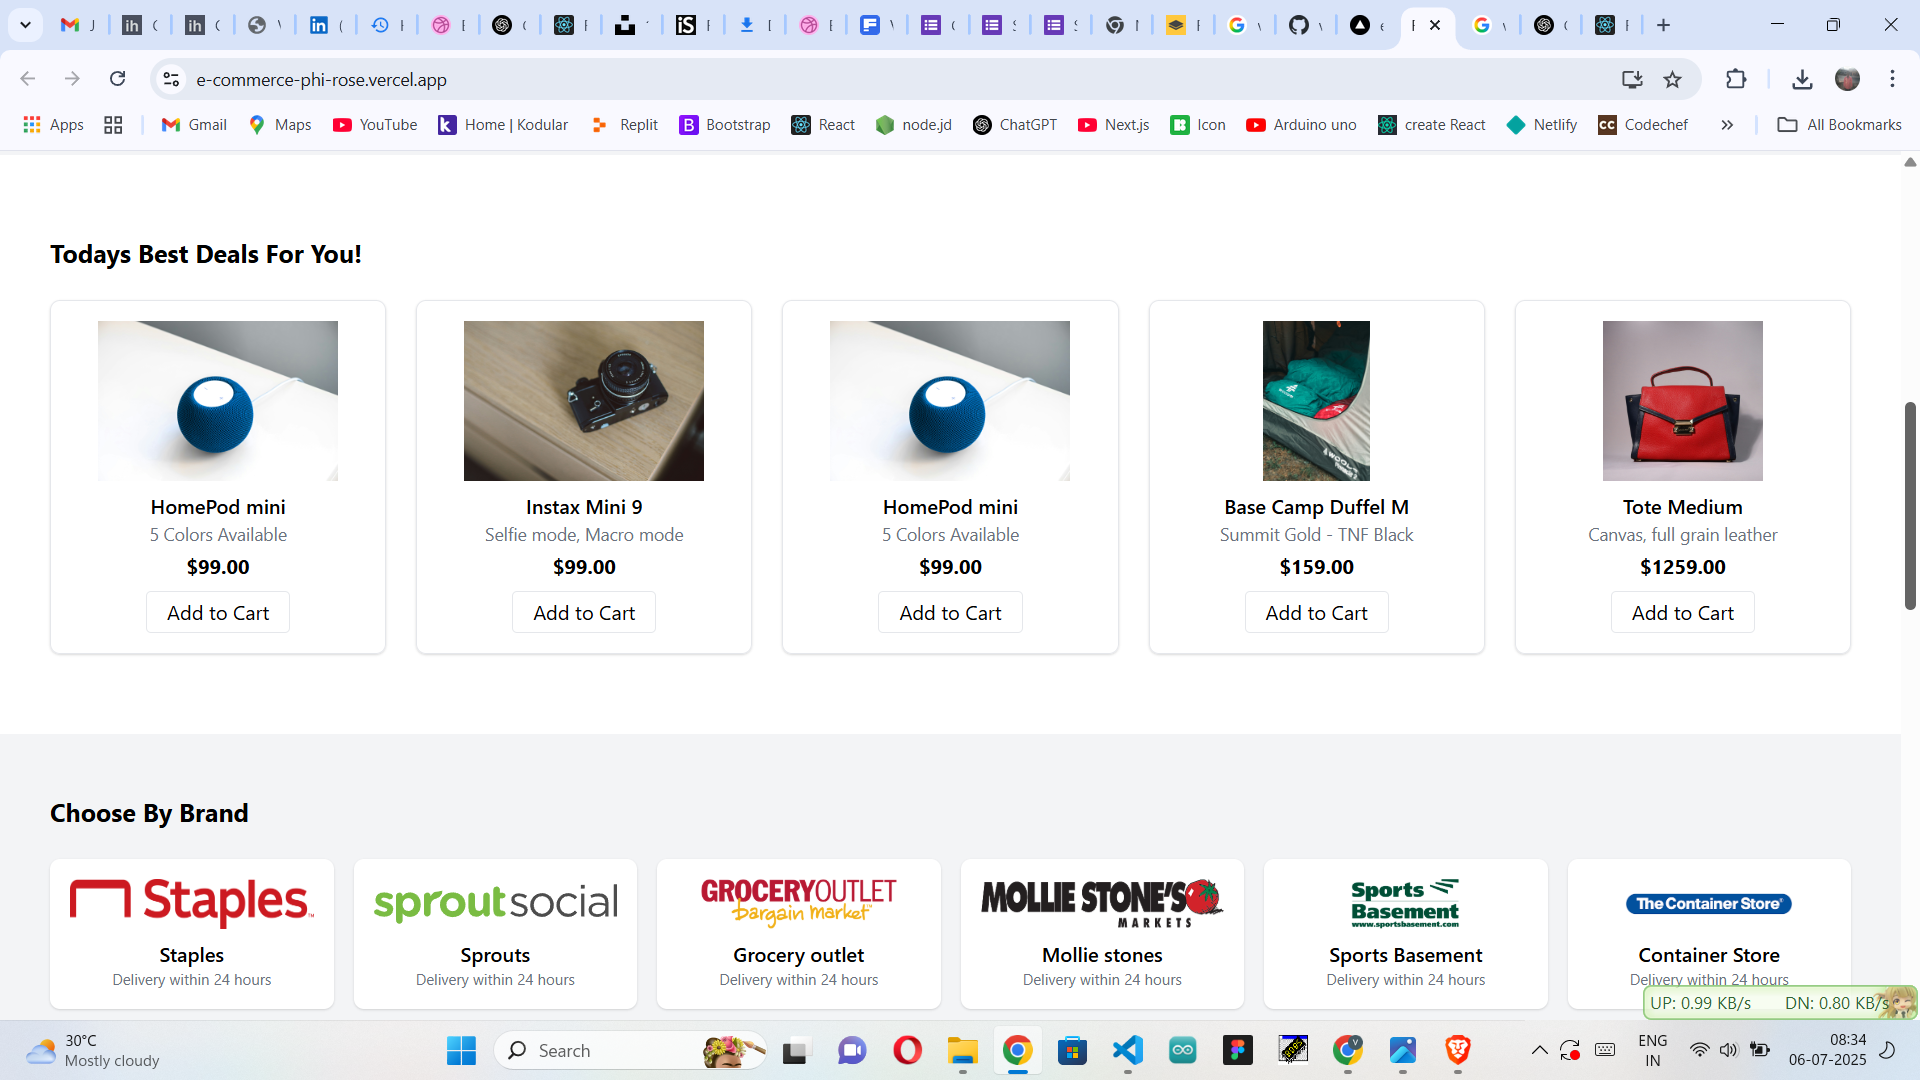 e-commerce-phi-rose.vercel.app
Apps Gmail Maps YouTube Home | Kodular Replit Bootstrap React node.jd ChatGPT Next.js Icon Arduino uno create React Netlify Codechef All Bookmarks
Todays Best Deals For You!
HomePod mini
5 Colors Available
$99.00
Add to Cart
Instax Mini 9
Selfie mode, Macro mode
$99.00
Add to Cart
HomePod mini
5 Colors Available
$99.00
Add to Cart
Base Camp Duffel M
Summit Gold - TNF Black
$159.00
Add to Cart
Tote Medium
Canvas, full grain leather
$1259.00
Add to Cart
Choose By Brand
Staples
Staples
Delivery within 24 hours
sproutsocial
Sprouts
Delivery within 24 hours
GROCERYOUTLET
bargain market
Grocery outlet
Delivery within 24 hours
MOLLIE STONE'S
MARKETS
Mollie stones
Delivery within 24 hours
Sports
Basement
www.sportsbasement.com
Sports Basement
Delivery within 24 hours
The Container Store
Container Store
Delivery within 24 hours
UP: 0.99 KB/s DN: 0.80 KB/s
30°C
Mostly cloudy
Search
ENG
IN
08:34
06-07-2025